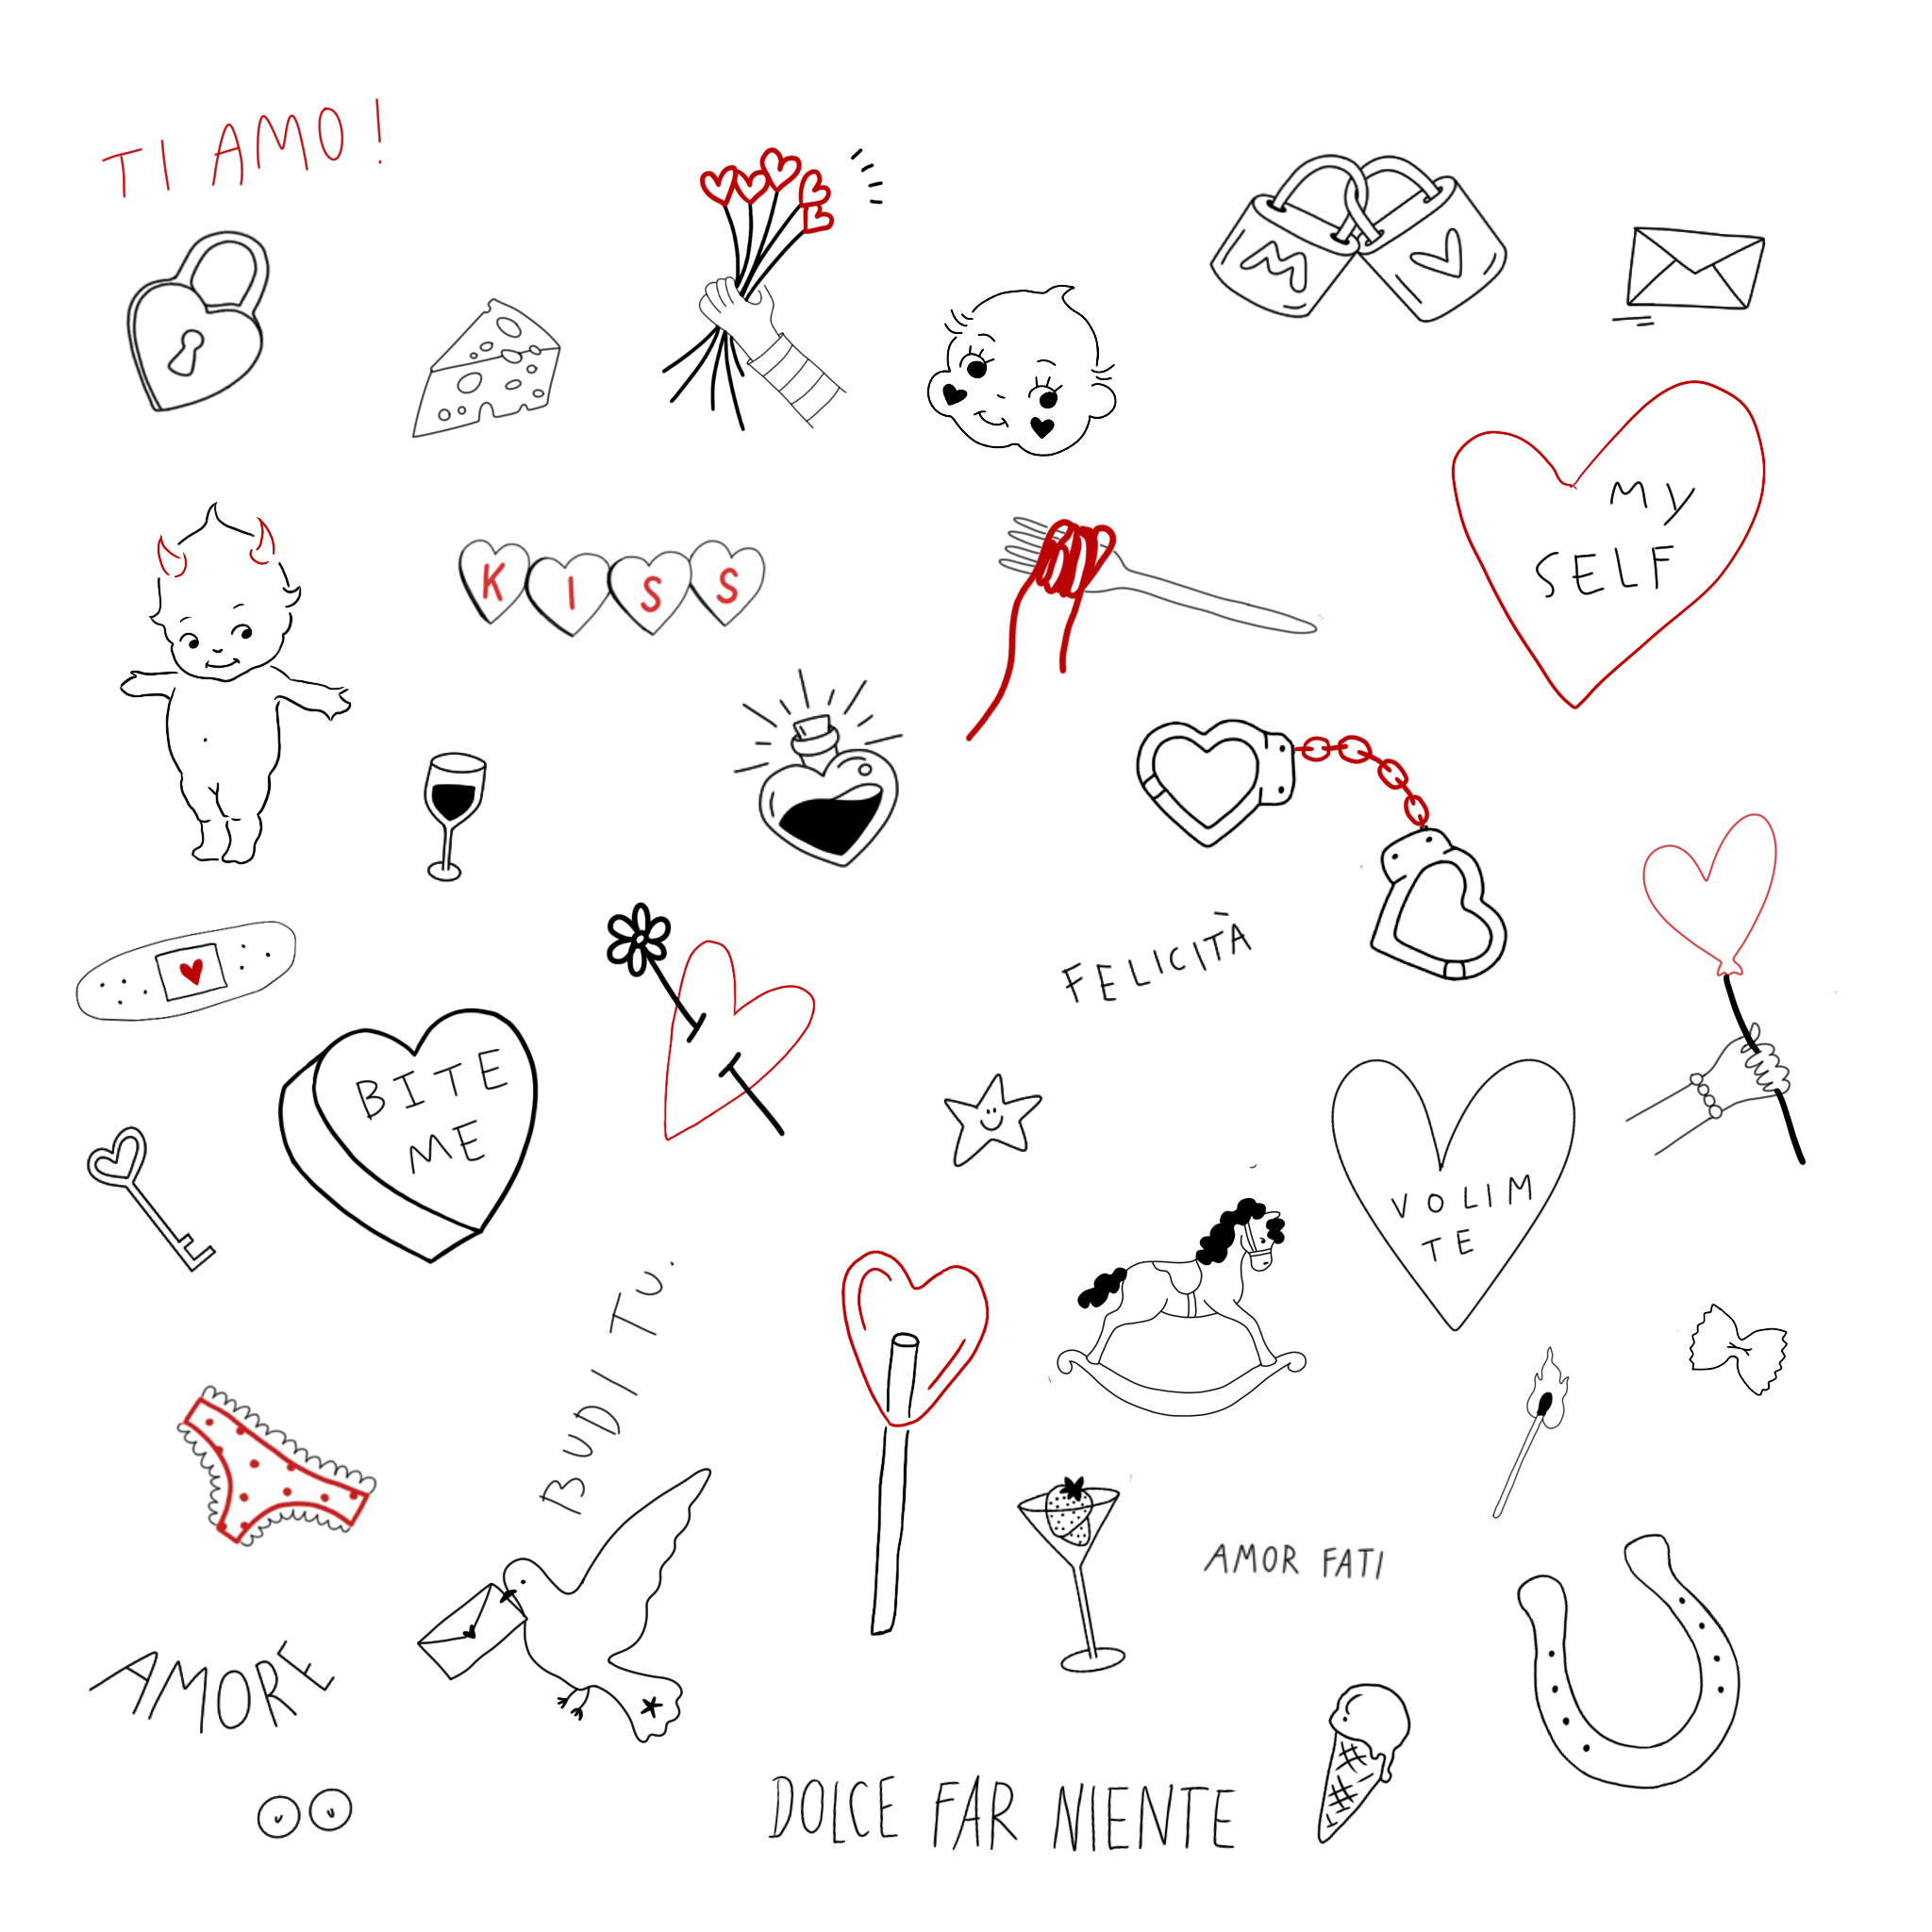 TI AMO!
M
V
MY
SELF
KISS
FELICITÀ
BITE
ME
VOLIM
TE
BUDI TU.
AMOR FATI
AMORE
DOLCE FAR NIENTE